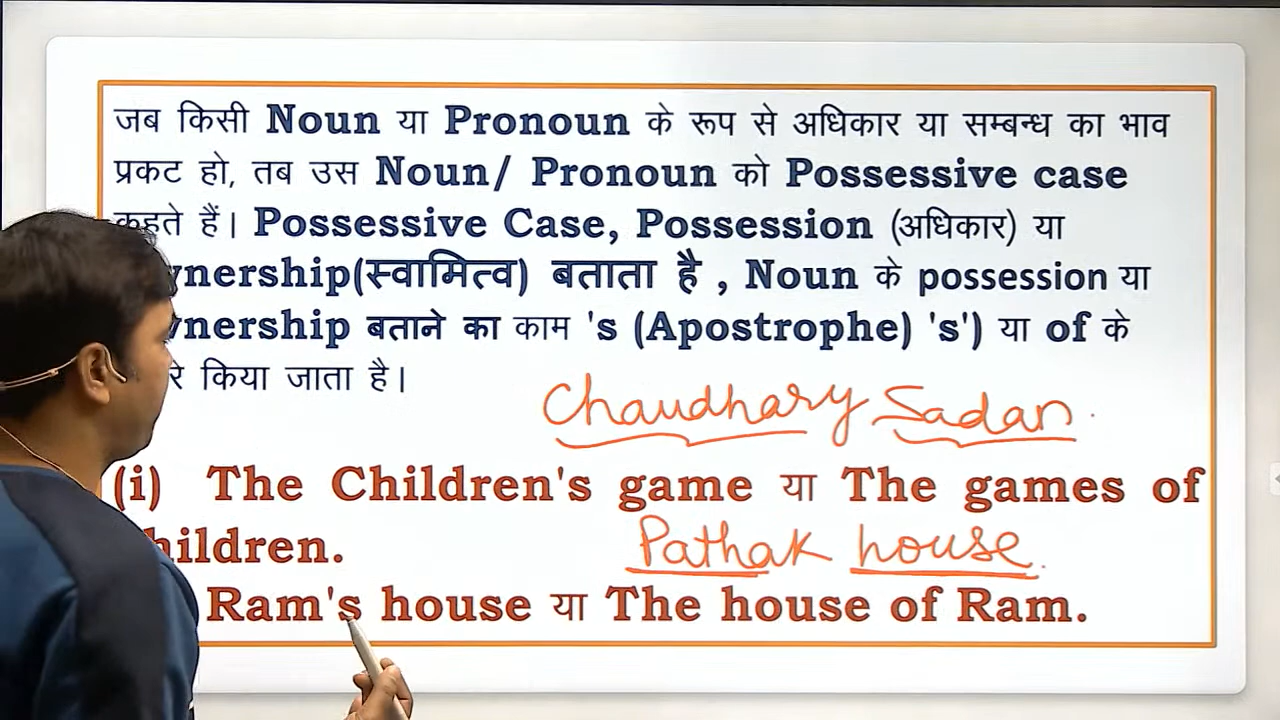 जब किसी Noun या Pronoun के रूप से अधिकार या सम्बन्ध का भाव
प्रकट हो, तब उस Noun/ Pronoun को Possessive case
कहते हैं। Possessive Case, Possession (अधिकार) या
wnership(स्वामित्व) बताता है , Noun के possession या
wnership बताने का काम 's (Apostrophe) 's') या of के
रे किया जाता है।
Chaudhary Sadan
(i) The Children's game या The games of
hildren.
Pathak house.
Ram's house या The house of Ram.